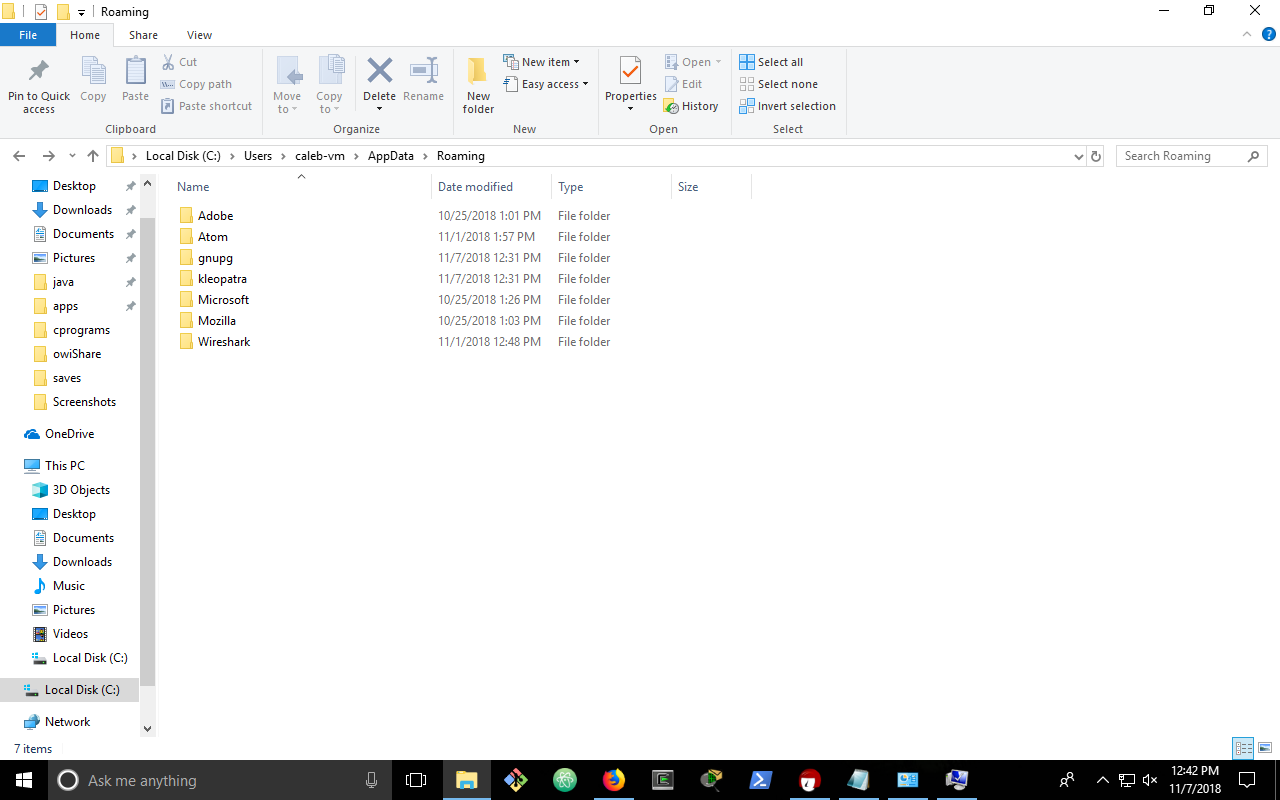 Roaming
File Home Share View
Pin to Quick access
Copy
Paste
Cut
Copy path
Paste shortcut
Clipboard
Move to
Copy to
Delete
Rename
Organize
New folder
New item
Easy access
New
Properties
Open
Edit
History
Open
Select all
Select none
Invert selection
Select
Local Disk (C:) Users caleb-vm AppData Roaming
Search Roaming
Desktop
Downloads
Documents
Pictures
java
apps
cprograms
owiShare
saves
Screenshots
OneDrive
This PC
3D Objects
Desktop
Documents
Downloads
Music
Pictures
Videos
Local Disk (C:)
Local Disk (C:)
Network
Name Date modified Type Size
Adobe 10/25/2018 1:01 PM File folder
Atom 11/1/2018 1:57 PM File folder
gnupg 11/7/2018 12:31 PM File folder
kleopatra 11/7/2018 12:31 PM File folder
Microsoft 10/25/2018 1:26 PM File folder
Mozilla 10/25/2018 1:03 PM File folder
Wireshark 11/1/2018 12:48 PM File folder
7 items
Ask me anything
12:42 PM
11/7/2018